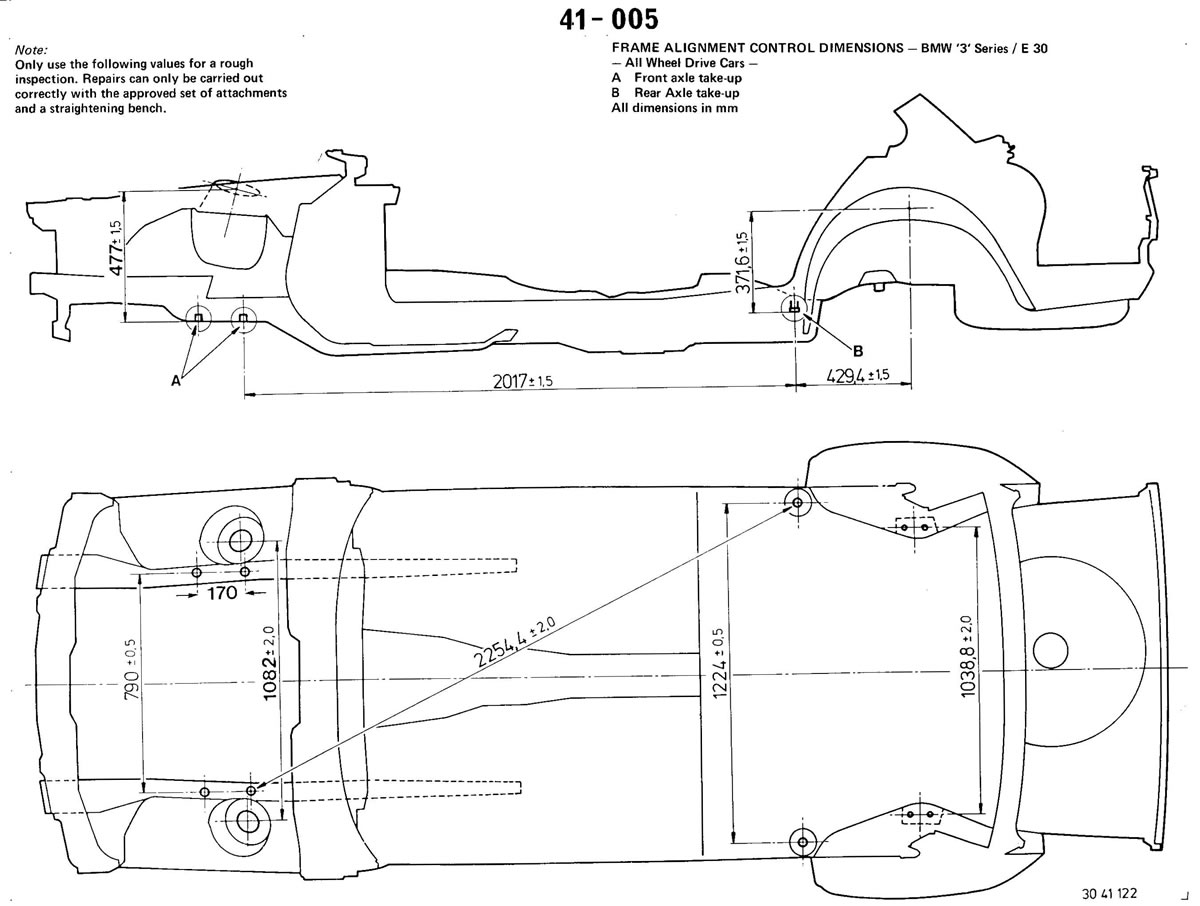 41-005
Note:
Only use the following values for a rough
inspection. Repairs can only be carried out
correctly with the approved set of attachments
and a straightening bench.
FRAME ALIGNMENT CONTROL DIMENSIONS – BMW '3' Series / E 30
– All Wheel Drive Cars –
A Front axle take-up
B Rear Axle take-up
All dimensions in mm
477±1,5
371,6±1,5
A
B
2017±1,5
429,4±1,5
170
790±0,5
1082±2,0
2254,4±2,0
1224±0,5
1038,8±2,0
30 41 122